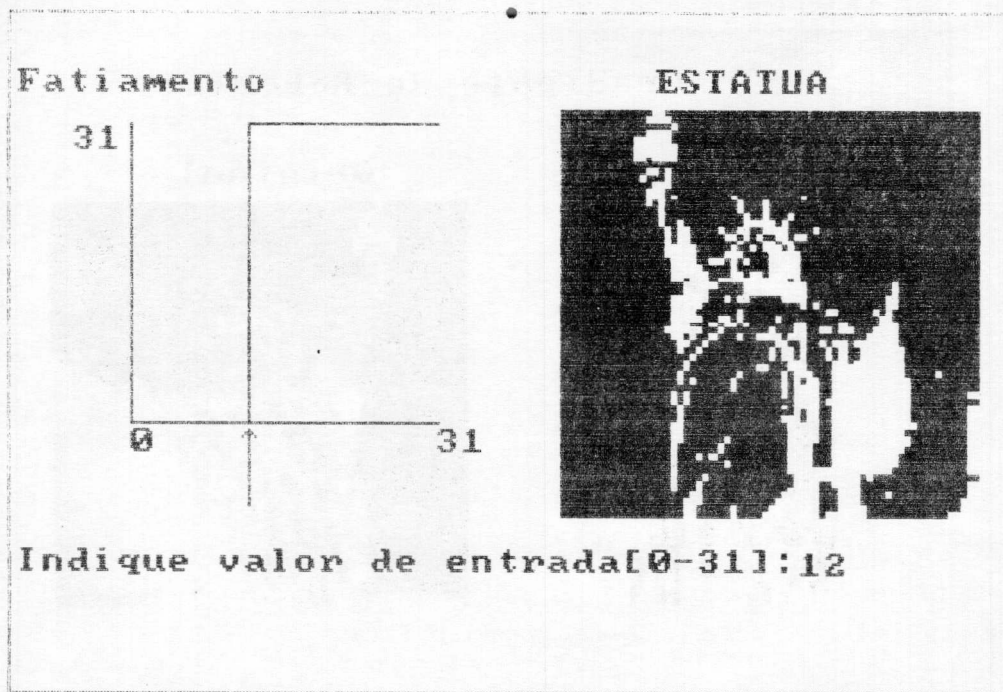 Fatiamento
ESTATUA
31
0
31
Indique valor de entrada[0-31]:12